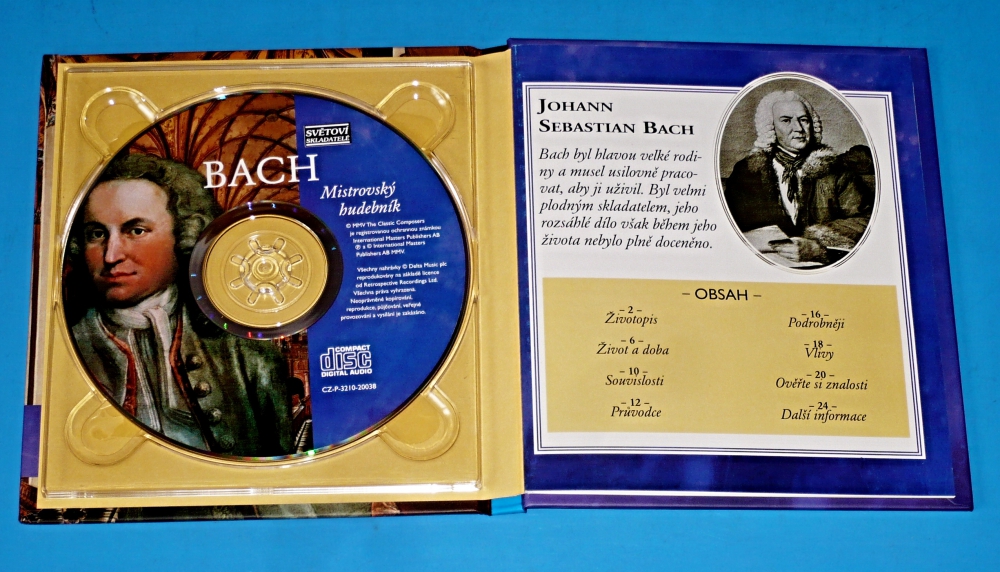 SVĚTOVÍ
SKLADATELÉ
BACH
Mistrovský
hudebník
© MMV The Classic Composers
je registrovanou ochrannou známkou
International Masters Publishers AB
℗ a © International Masters
Publishers AB MMV.
Všechny nahrávky © Delta Music plc
reprodukovány na základě licence
od Retrospective Recordings Ltd.
Všechna práva vyhrazena.
Neoprávněné kopírování,
reprodukce, půjčování, veřejné
provozování a vysílání je zakázáno.
COMPACT
disc
DIGITAL AUDIO
CZ-P-3210-20038
JOHANN
SEBASTIAN BACH
Bach byl hlavou velké rodi-
ny a musel usilovně praco-
vat, aby ji uživil. Byl velmi
plodným skladatelem, jeho
rozsáhlé dílo však během jeho
života nebylo plně doceněno.
– OBSAH –
– 2 –
Životopis
– 6 –
Život a doba
– 10 –
Souvislosti
– 12 –
Průvodce
– 16 –
Podrobněji
– 18 –
Vlivy
– 20 –
Ověřte si znalosti
– 24 –
Další informace